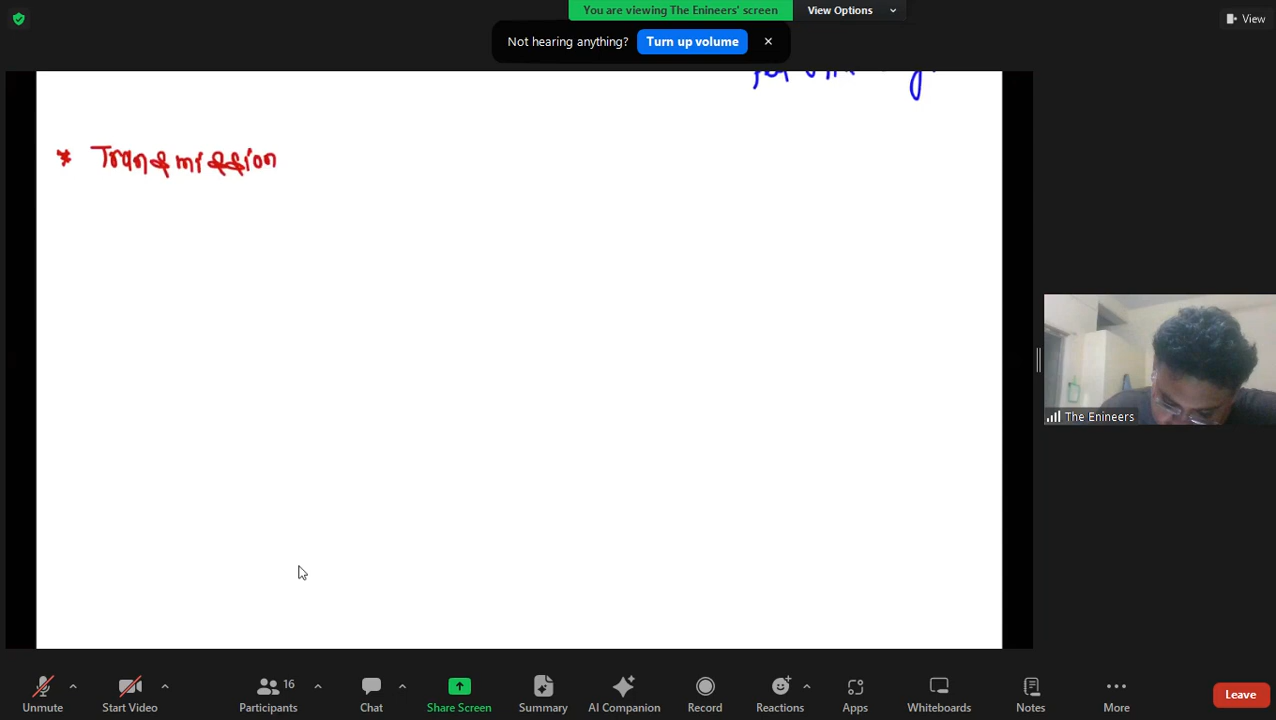 You are viewing The Enineers' screen
View Options
View
Not hearing anything?
Turn up volume
* Transmission
The Enineers
Unmute
Start Video
Participants
16
Chat
Share Screen
Summary
AI Companion
Record
Reactions
Apps
Whiteboards
Notes
More
Leave